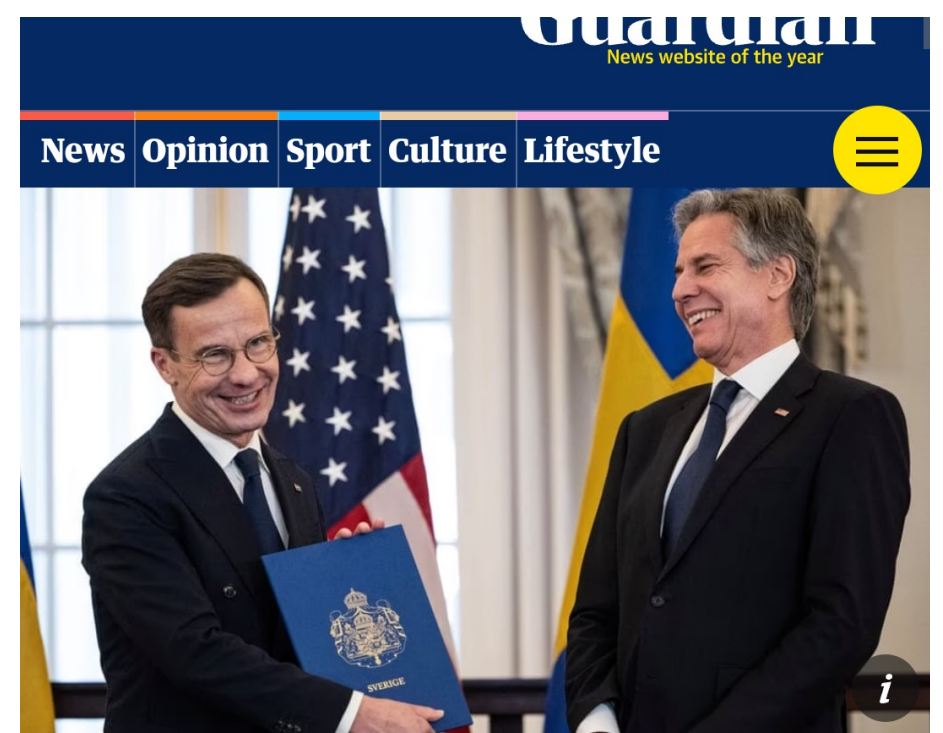 Guardian
News website of the year
News Opinion Sport Culture Lifestyle
SVERIGE
i